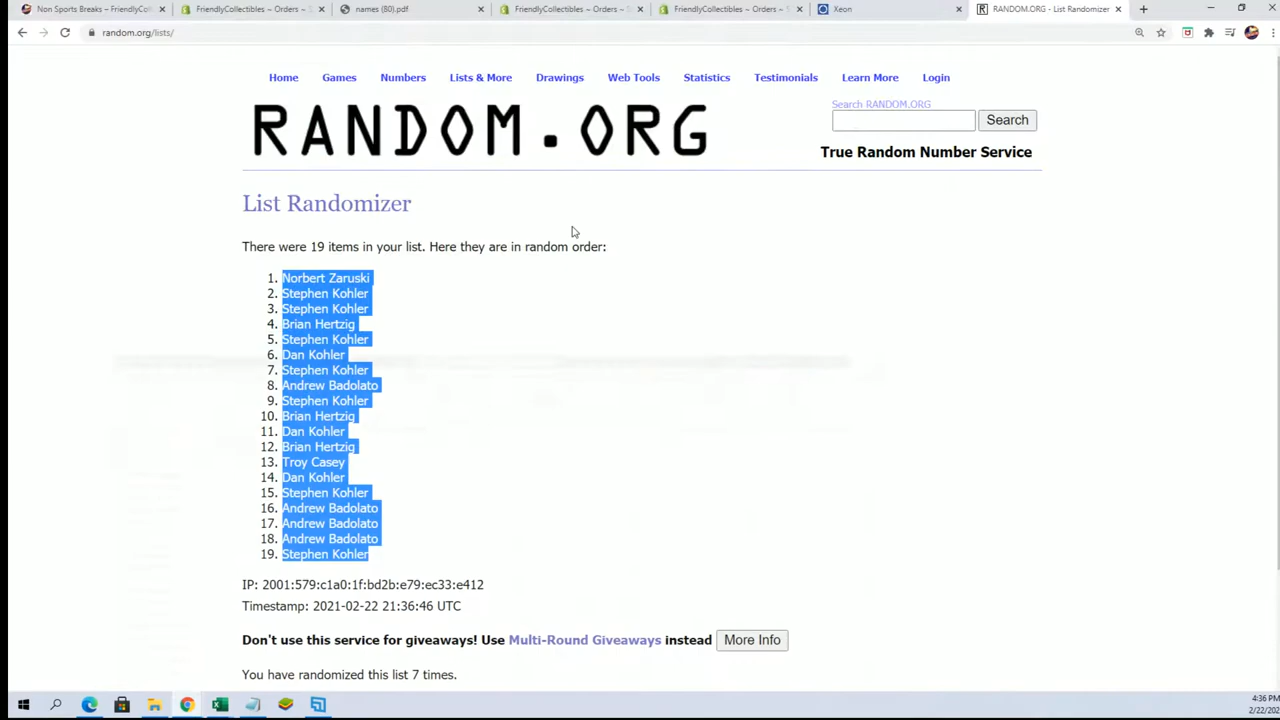 Non Sports Breaks – FriendlyColl
FriendlyCollectibles ~ Orders ~ S
names (80).pdf
FriendlyCollectibles ~ Orders ~ S
FriendlyCollectibles ~ Orders ~ S
Xeon
RANDOM.ORG - List Randomizer
random.org/lists/
Home Games Numbers Lists & More Drawings Web Tools Statistics Testimonials Learn More Login
RANDOM.ORG
Search RANDOM.ORG
Search
True Random Number Service
List Randomizer
There were 19 items in your list. Here they are in random order:
1. Norbert Zaruski
2. Stephen Kohler
3. Stephen Kohler
4. Brian Hertzig
5. Stephen Kohler
6. Dan Kohler
7. Stephen Kohler
8. Andrew Badolato
9. Stephen Kohler
10. Brian Hertzig
11. Dan Kohler
12. Brian Hertzig
13. Troy Casey
14. Dan Kohler
15. Stephen Kohler
16. Andrew Badolato
17. Andrew Badolato
18. Andrew Badolato
19. Stephen Kohler
IP: 2001:579:c1a0:1f:bd2b:e79:ec33:e412
Timestamp: 2021-02-22 21:36:46 UTC
Don't use this service for giveaways! Use Multi-Round Giveaways instead More Info
You have randomized this list 7 times.
4:36 PM
2/22/202